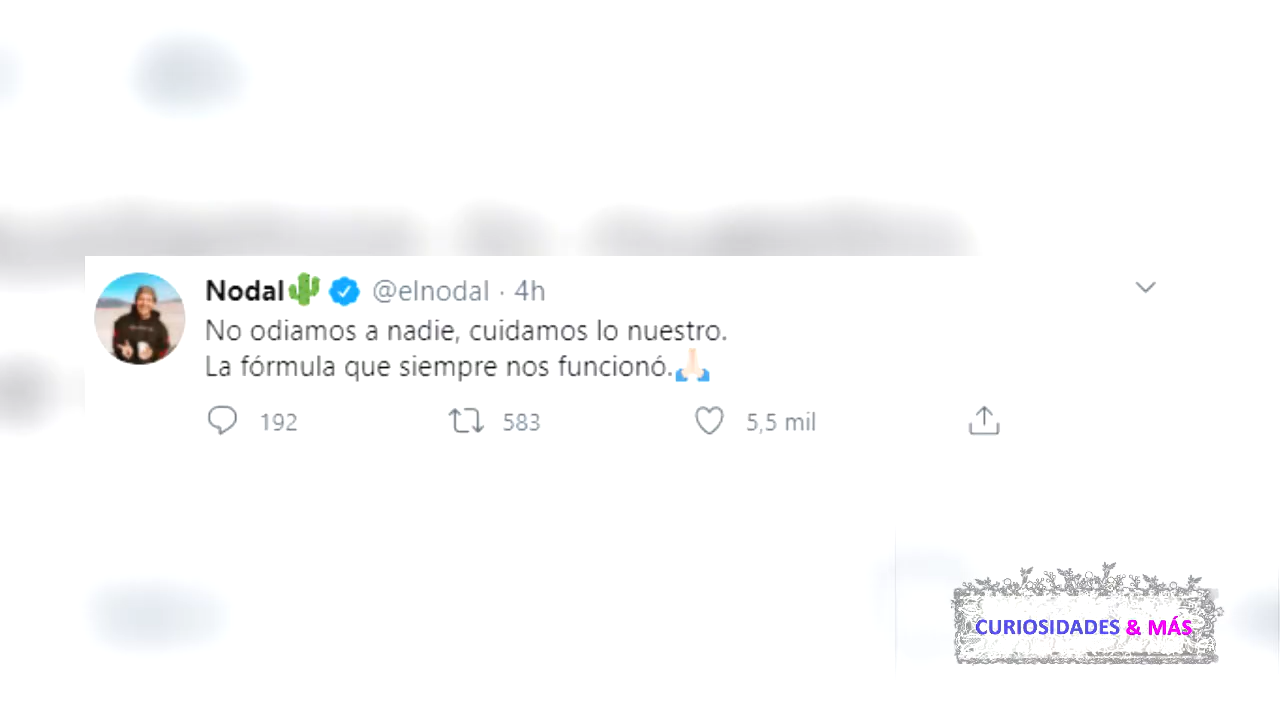 Nodal🌵 @elnodal · 4h
No odiamos a nadie, cuidamos lo nuestro.
La fórmula que siempre nos funcionó.🙏🏻
192 583 5,5 mil
CURIOSIDADES & MÁS